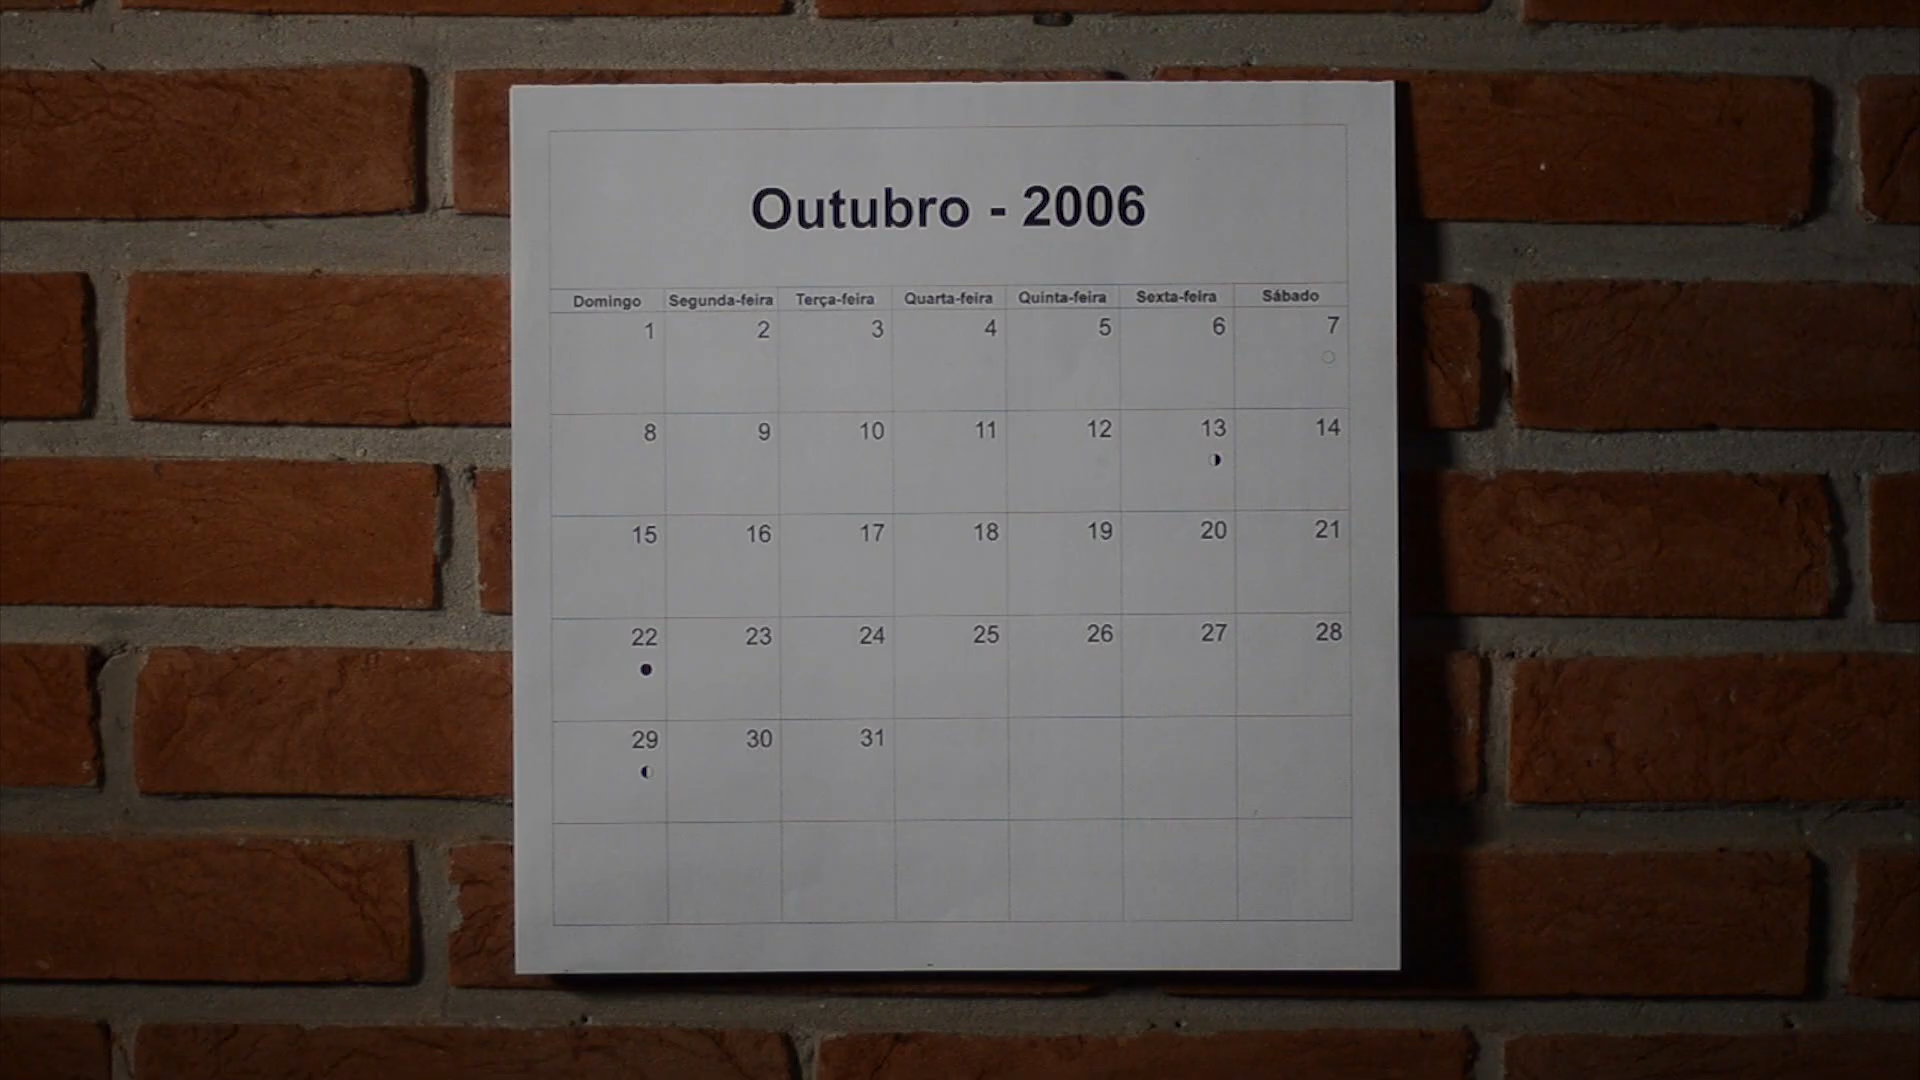 Outubro - 2006
Domingo Segunda-feira Terça-feira Quarta-feira Quinta-feira Sexta-feira Sábado
1 2 3 4 5 6 7
8 9 10 11 12 13 14
15 16 17 18 19 20 21
22 23 24 25 26 27 28
29 30 31